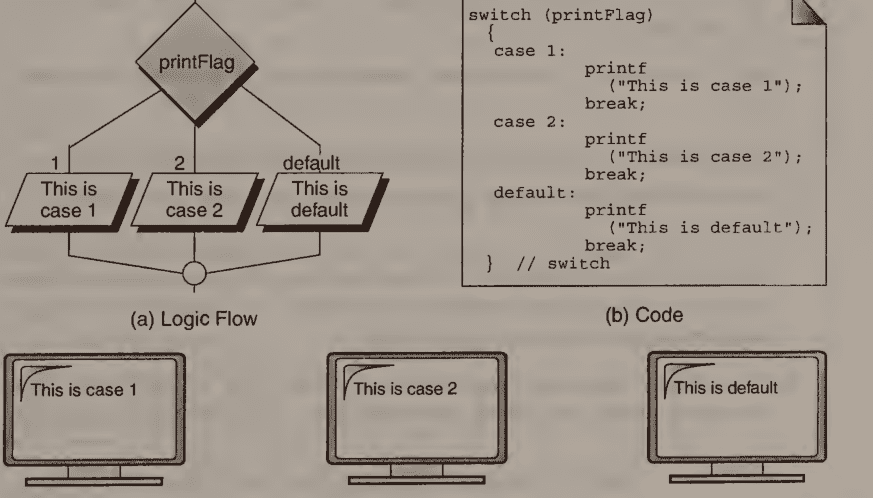 printFlag
1
2
default
This is
case 1
This is
case 2
This is
default
(a) Logic Flow
switch (printFlag)
{
case 1:
printf
("This is case 1");
break;
case 2:
printf
("This is case 2");
break;
default:
printf
("This is default");
break;
} // switch
(b) Code
This is case 1
This is case 2
This is default